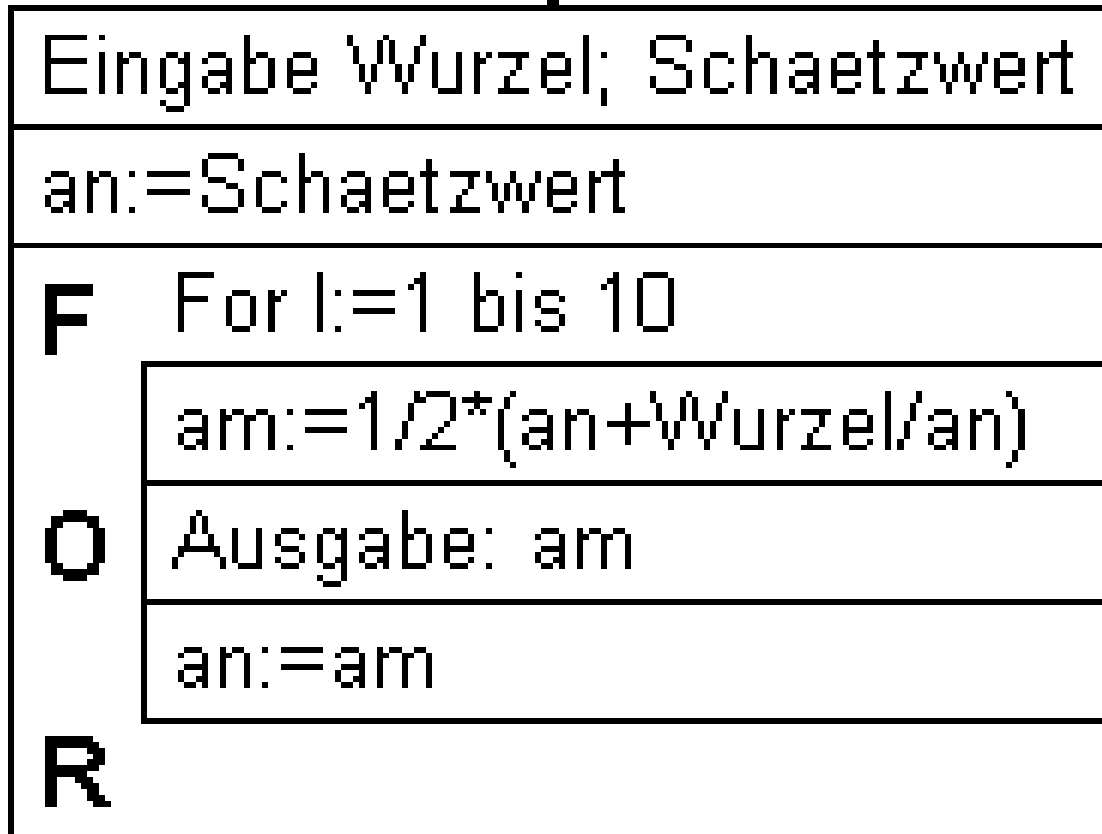 Eingabe Wurzel; Schaetzwert
an:=Schaetzwert
F For I:=1 bis 10
am:=1/2*(an+Wurzel/an)
O Ausgabe: am
an:=am
R